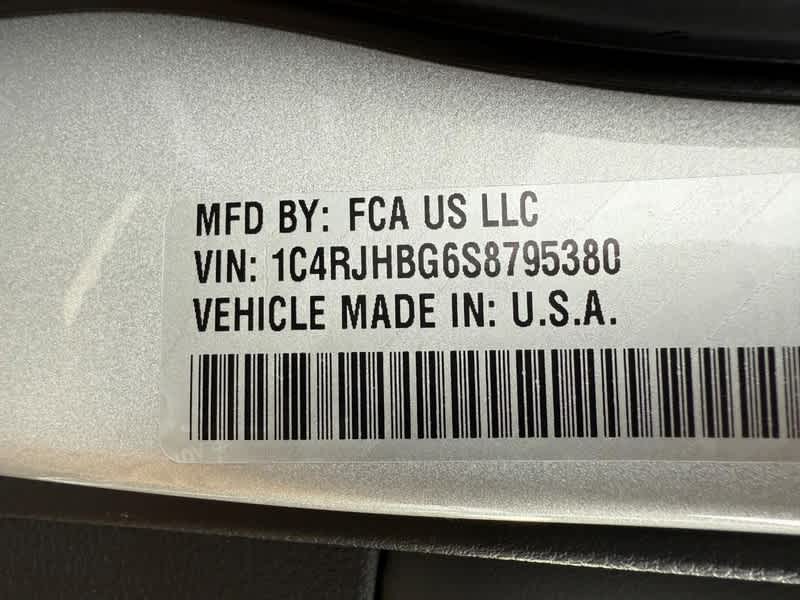 MFD BY: FCA US LLC
VIN: 1C4RJHBG6S8795380
VEHICLE MADE IN: U.S.A.